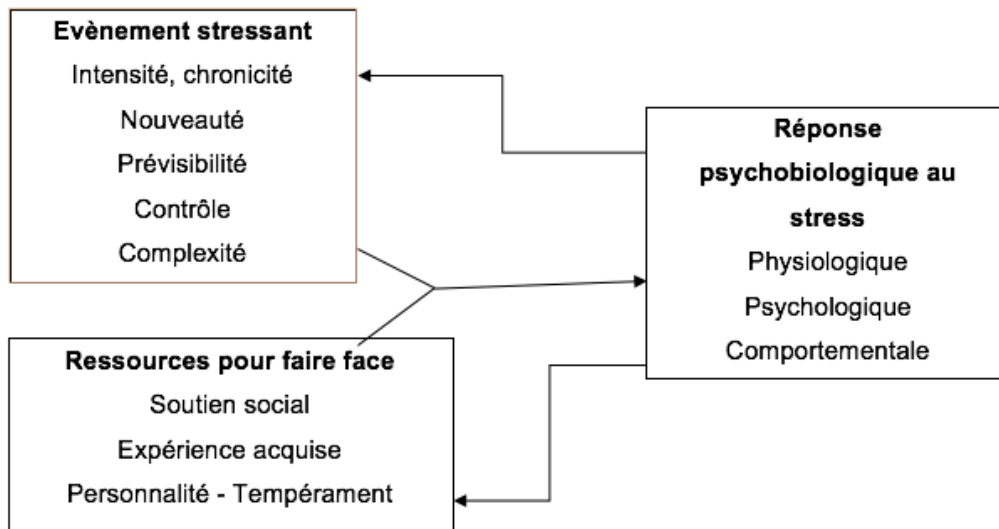 Evènement stressant
Intensité, chronicité
Nouveauté
Prévisibilité
Contrôle
Complexité
Réponse
psychobiologique au
stress
Physiologique
Psychologique
Comportementale
Ressources pour faire face
Soutien social
Expérience acquise
Personnalité - Tempérament